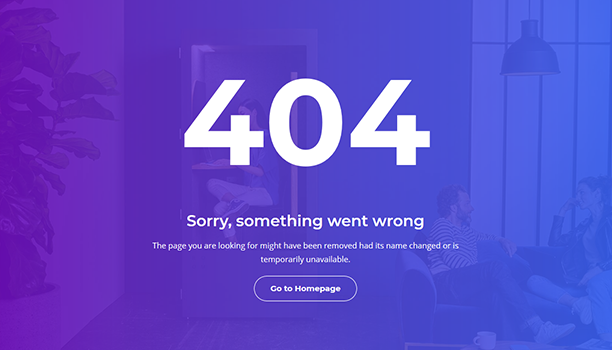 404
Sorry, something went wrong
The page you are looking for might have been removed had its name changed or is
temporarily unavailable.
Go to Homepage